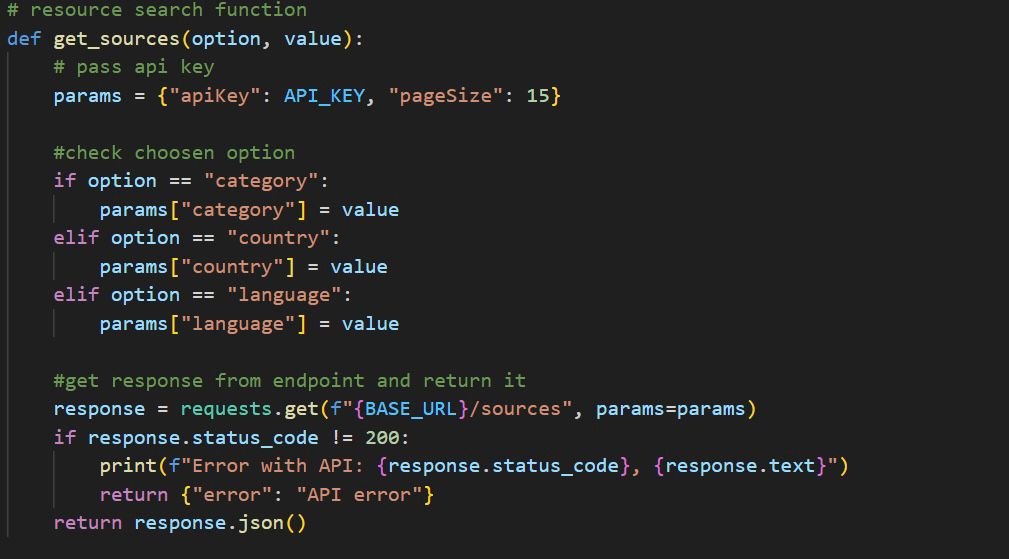 # resource search function
def get_sources(option, value):
    # pass api key
    params = {"apiKey": API_KEY, "pageSize": 15}

    #check choosen option
    if option == "category":
        params["category"] = value
    elif option == "country":
        params["country"] = value
    elif option == "language":
        params["language"] = value

    #get response from endpoint and return it
    response = requests.get(f"{BASE_URL}/sources", params=params)
    if response.status_code != 200:
        print(f"Error with API: {response.status_code}, {response.text}")
        return {"error": "API error"}
    return response.json()